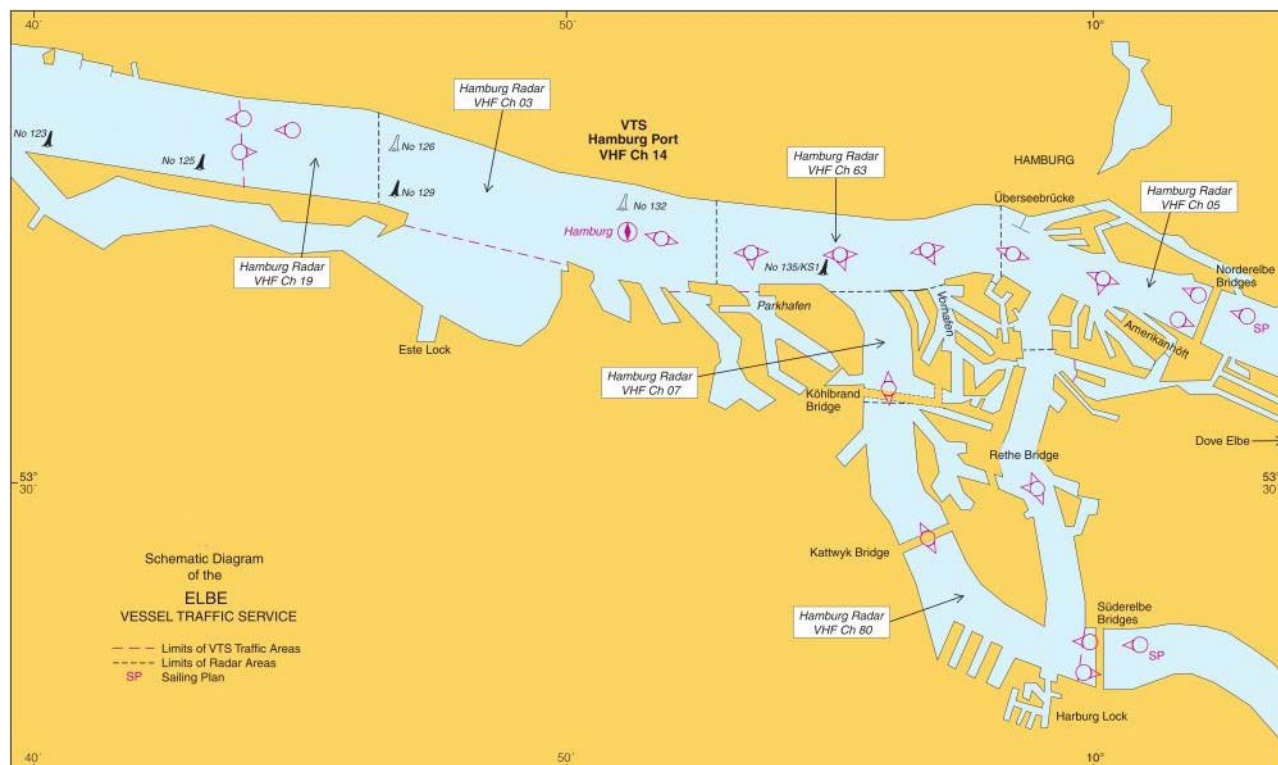 40´
50´
10°
Hamburg Radar
VHF Ch 03
VTS
Hamburg Port
VHF Ch 14
No 123
No 125
No 126
No 129
Hamburg Radar
VHF Ch 63
HAMBURG
Überseebrücke
Hamburg Radar
VHF Ch 05
No 132
Hamburg
Hamburg Radar
VHF Ch 19
No 135/KS1
Norderelbe
Bridges
SP
Parkhafen
Vorhafen
Amerikahöft
Este Lock
Hamburg Radar
VHF Ch 07
Köhlbrand
Bridge
Dove Elbe
Rethe Bridge
53°
30´
53°
30´
Kattwyk Bridge
Schematic Diagram
of the
ELBE
VESSEL TRAFFIC SERVICE
Limits of VTS Traffic Areas
Limits of Radar Areas
SP Sailing Plan
Hamburg Radar
VHF Ch 80
Süderelbe
Bridges
SP
Harburg Lock
40´
50´
10°